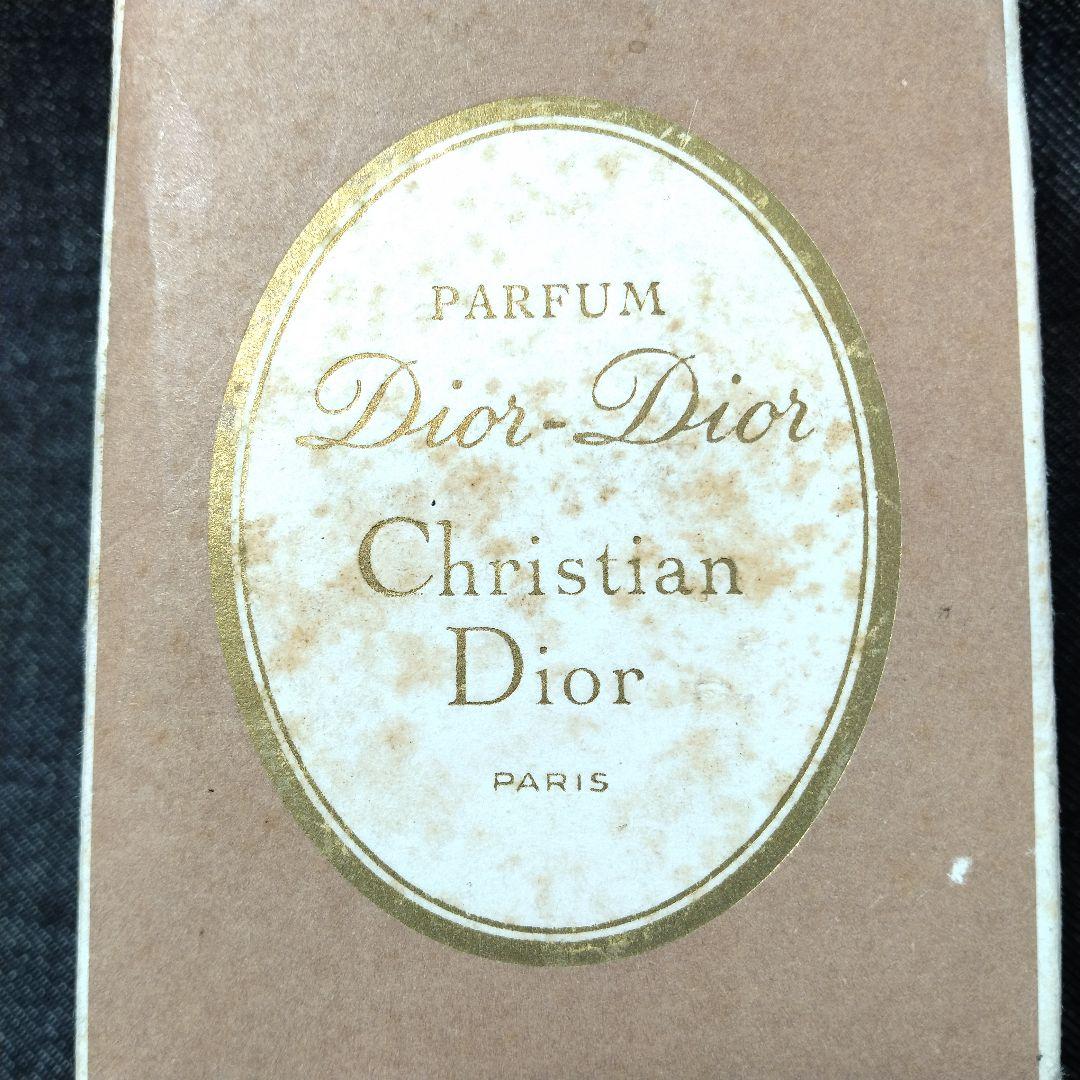 PARFUM
Dior-Dior
Christian
Dior
PARIS